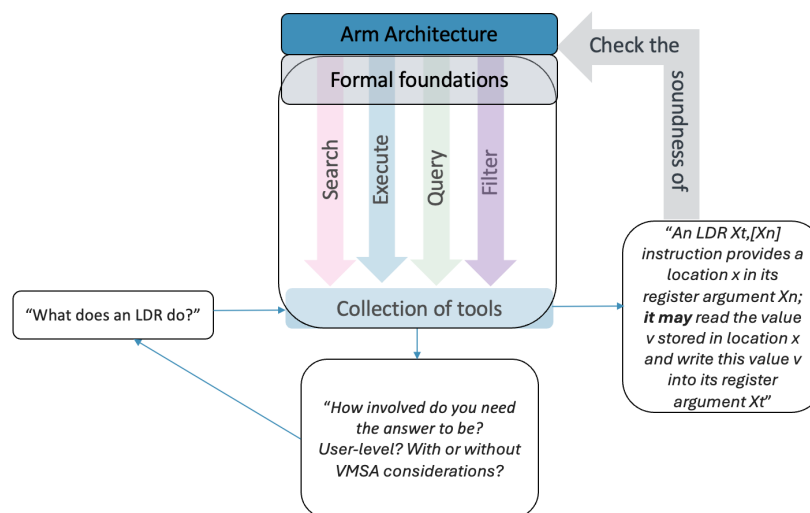 Arm Architecture
Formal foundations
Check the
soundness of
Search
Execute
Query
Filter
Collection of tools
“What does an LDR do?”
“How involved do you need
the answer to be?
User-level? With or without
VMSA considerations?
“An LDR Xt,[Xn]
instruction provides a
location x in its
register argument Xn;
it may read the value
v stored in location x
and write this value v
into its register
argument Xt”